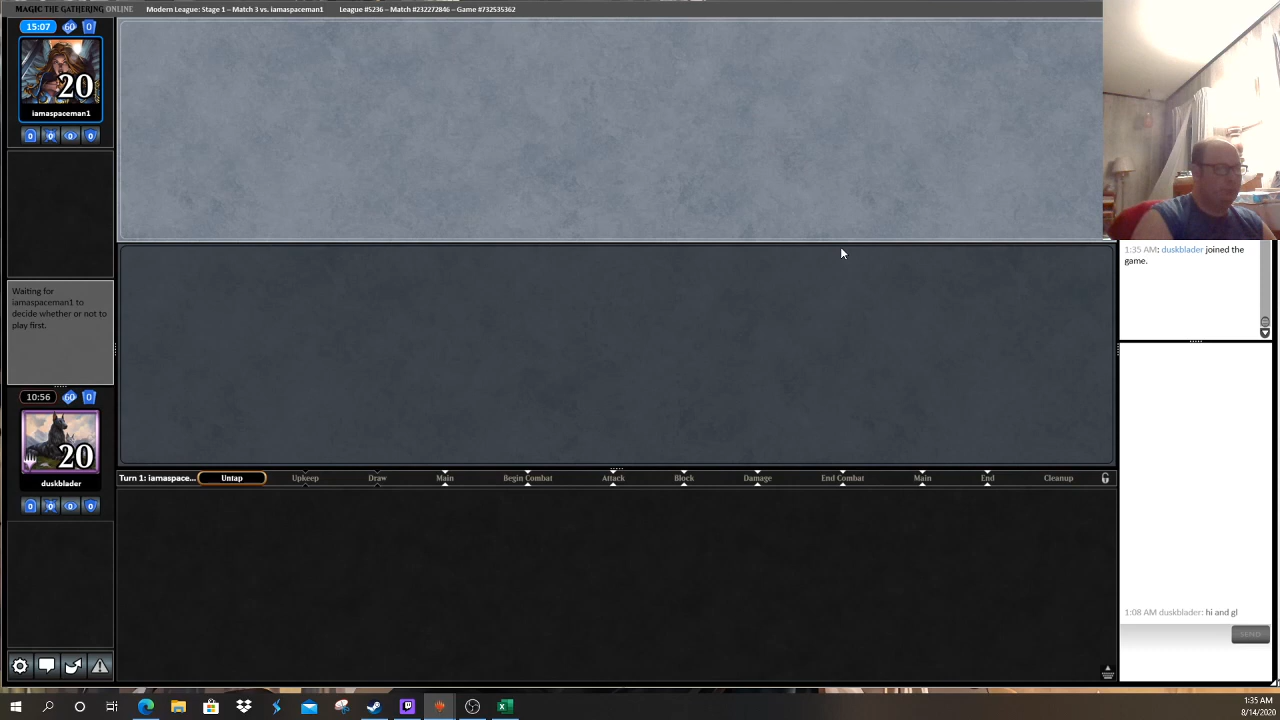 MAGIC THE GATHERING ONLINE Modern League: Stage 1 – Match 3 vs. iamaspaceman1 League #5236 – Match #232272846 – Game #732535362
15:07 60 0
20
iamaspaceman1
0 0 0 0
1:35 AM: duskblader joined the
game.
Waiting for
iamaspaceman1 to
decide whether or not to
play first.
10:56 60 0
20
duskblader
0 0 0 0
Turn 1: iamaspace... Untap Upkeep Draw Main Begin Combat Attack Block Damage End Combat Main End Cleanup
1:08 AM duskblader: hi and gl
SEND
1:35 AM
8/14/2020